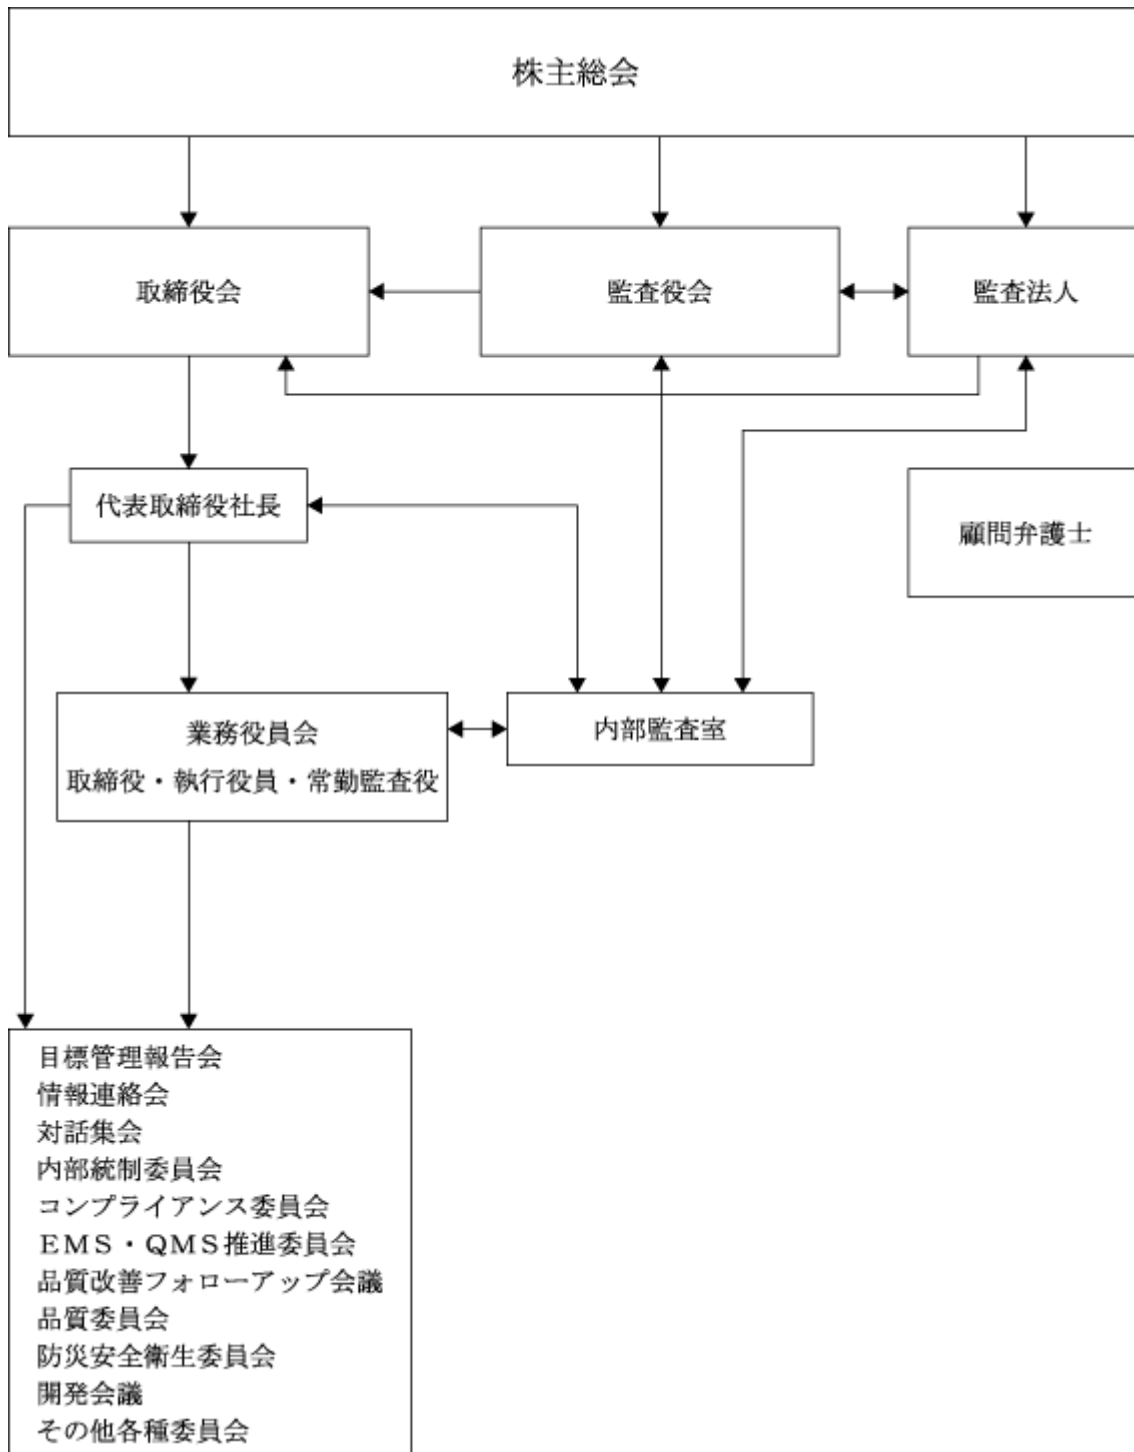 株主総会
取締役会
監査役会
監査法人
代表取締役社長
顧問弁護士
業務役員会
取締役・執行役員・常勤監査役
内部監査室
目標管理報告会
情報連絡会
対話集会
内部統制委員会
コンプライアンス委員会
ＥＭＳ・ＱＭＳ推進委員会
品質改善フォローアップ会議
品質委員会
防災安全衛生委員会
開発会議
その他各種委員会